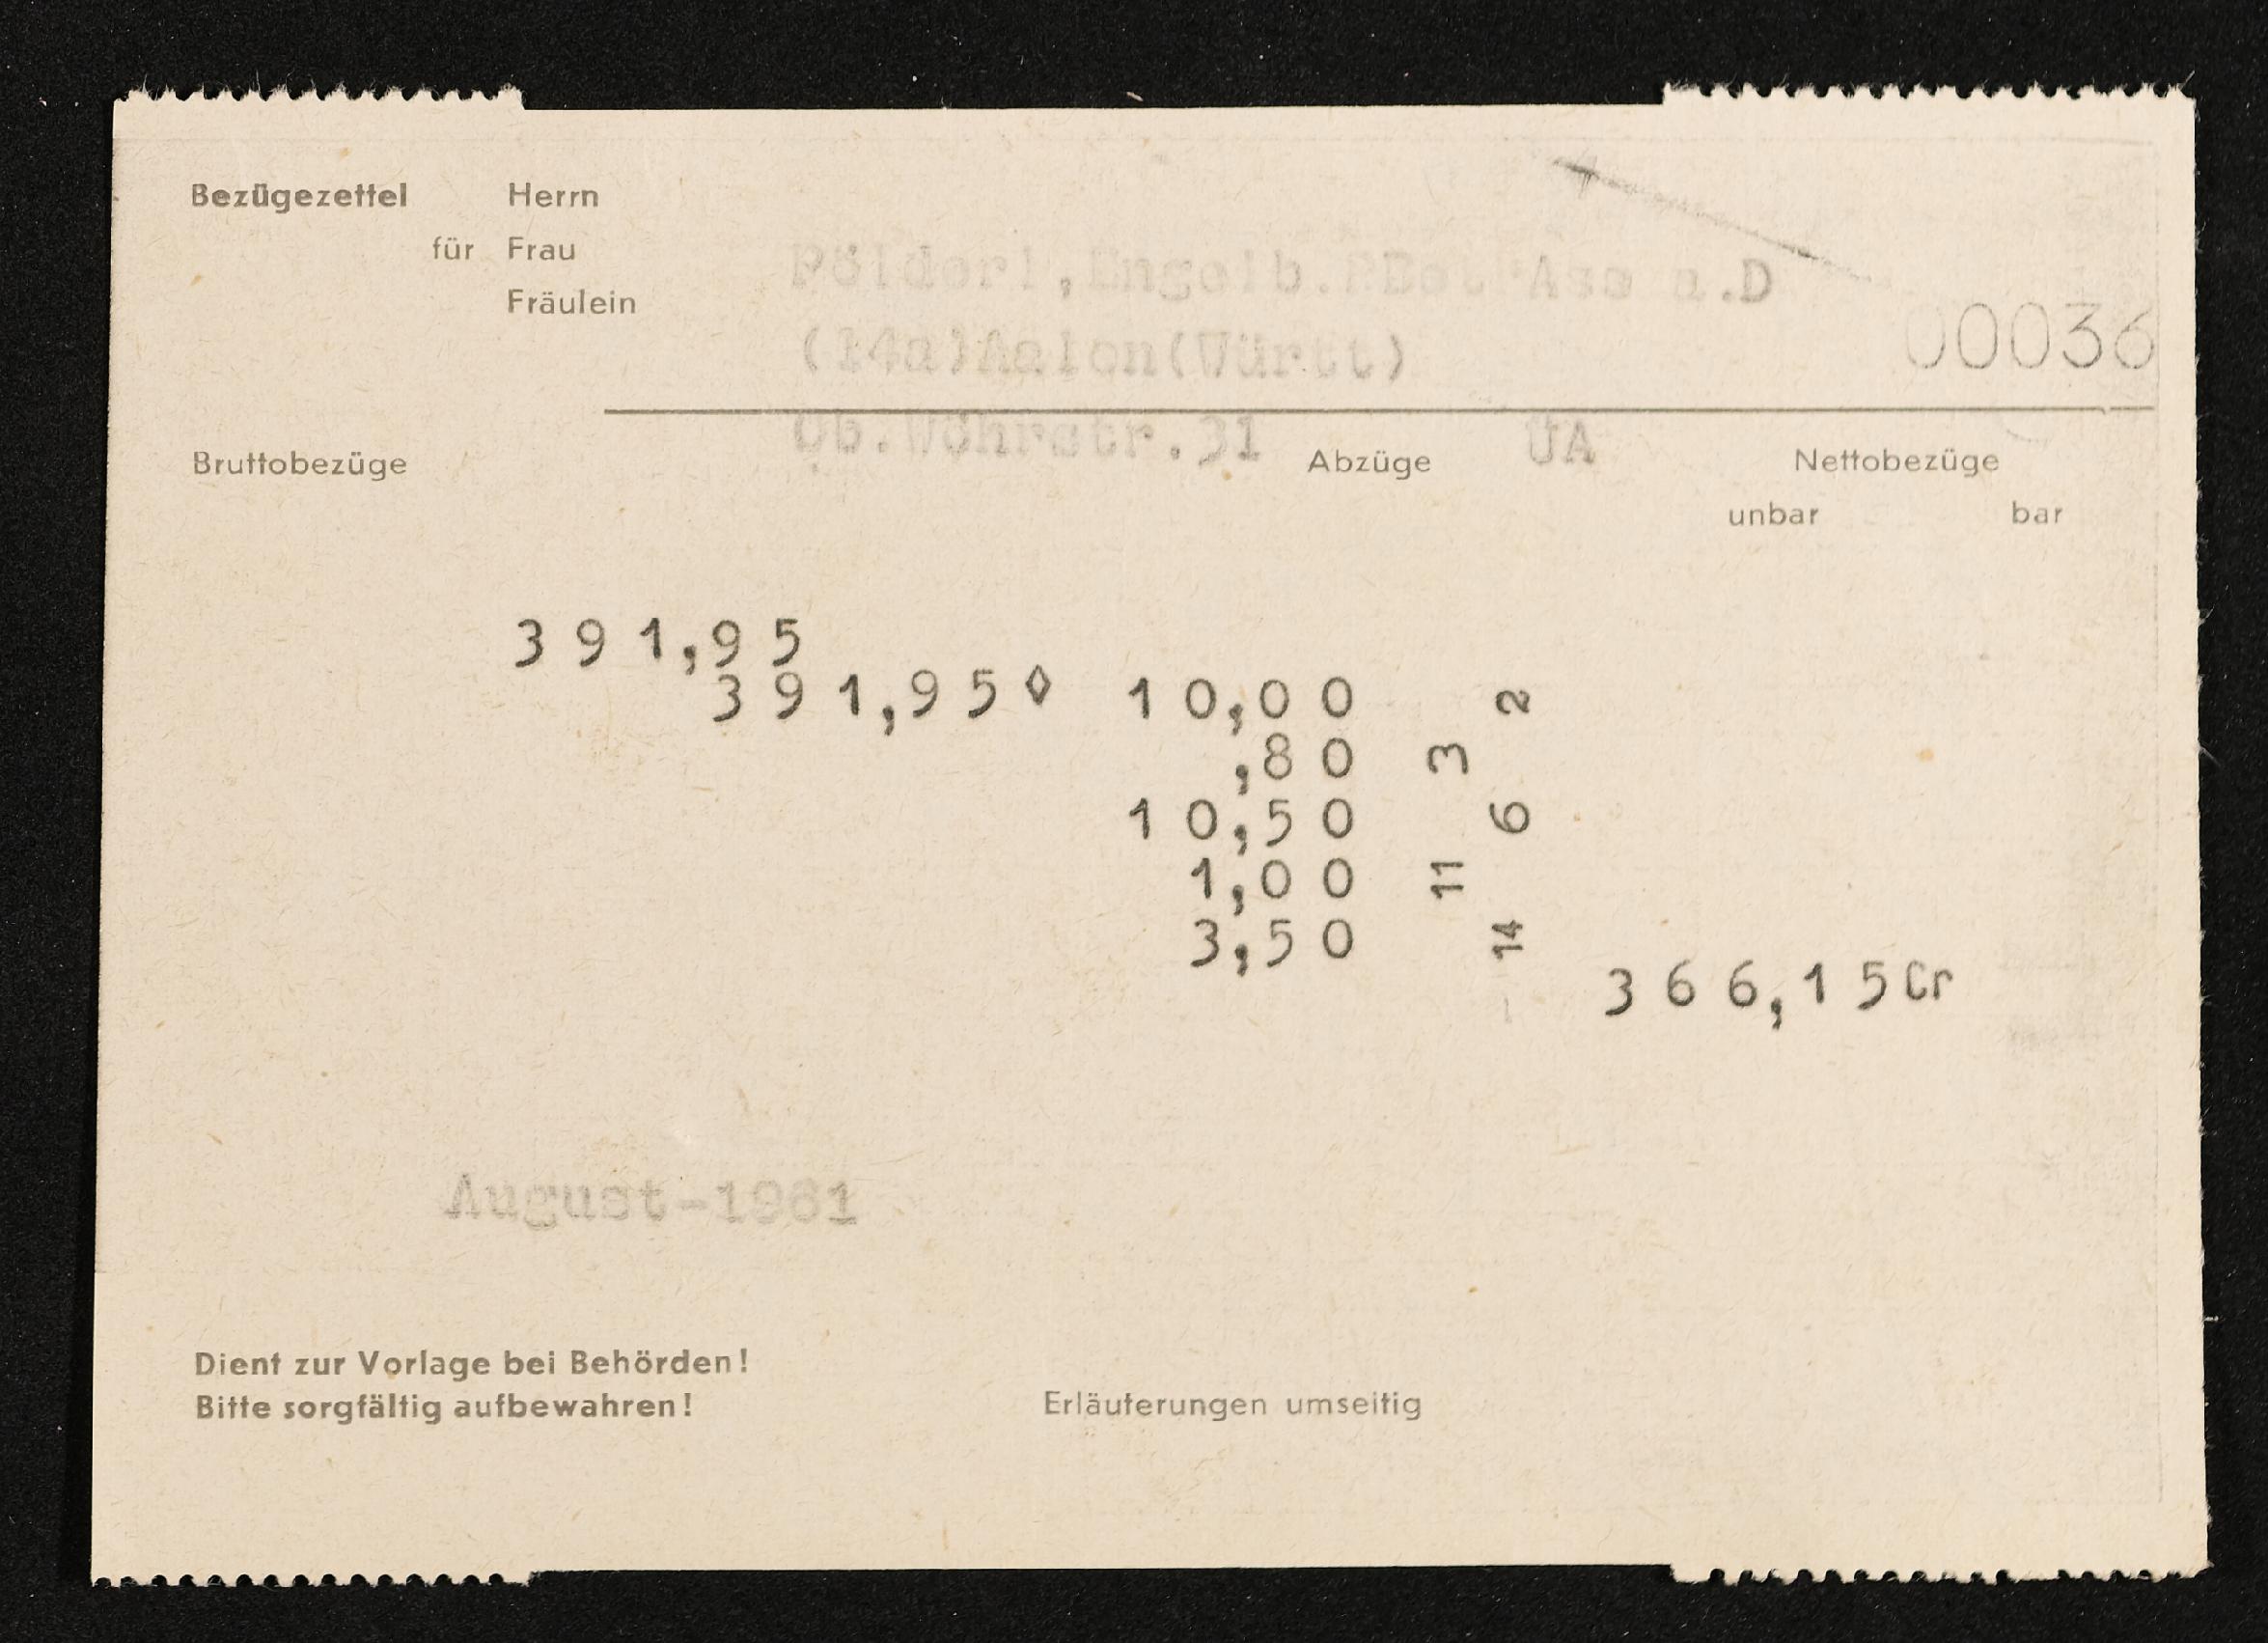 Bezügezettel Herrn
für Frau
Fräulein
Pölderl, Engelb. a.D
(14a)Aalen(Württ)
00036
Ob.Wöhrstr.31 UA
Bruttobezüge Abzüge Nettobezüge
unbar bar
391,95
391,95◊ 10,00 2
,80 3
10,50 6
1,00 11
3,50 14
366,15Cr
August-1961
Dient zur Vorlage bei Behörden!
Bitte sorgfältig aufbewahren! Erläuterungen umseitig